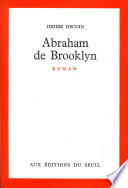 DIDIER DECOIN
Abraham
de Brooklyn
ROMAN
AUX ÉDITIONS DU SEUIL